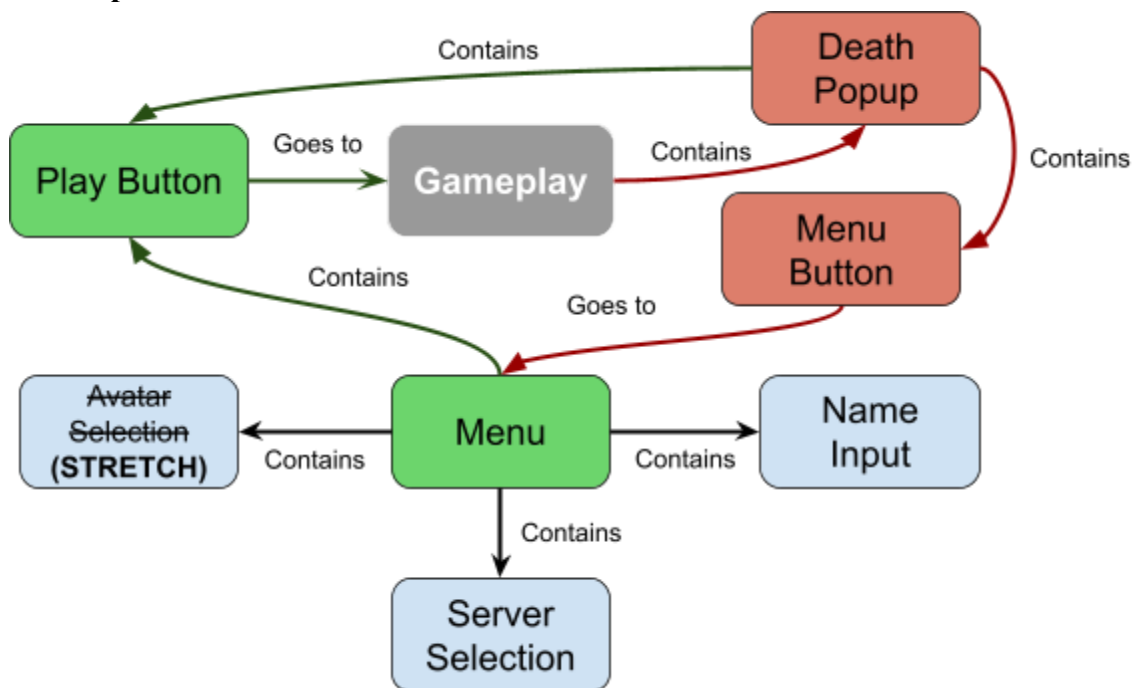 Contains
Death
Popup
Play Button
Goes to
Gameplay
Contains
Contains
Menu
Button
Contains
Goes to
Avatar
Selection
(STRETCH)
Contains
Menu
Contains
Name
Input
Contains
Server
Selection